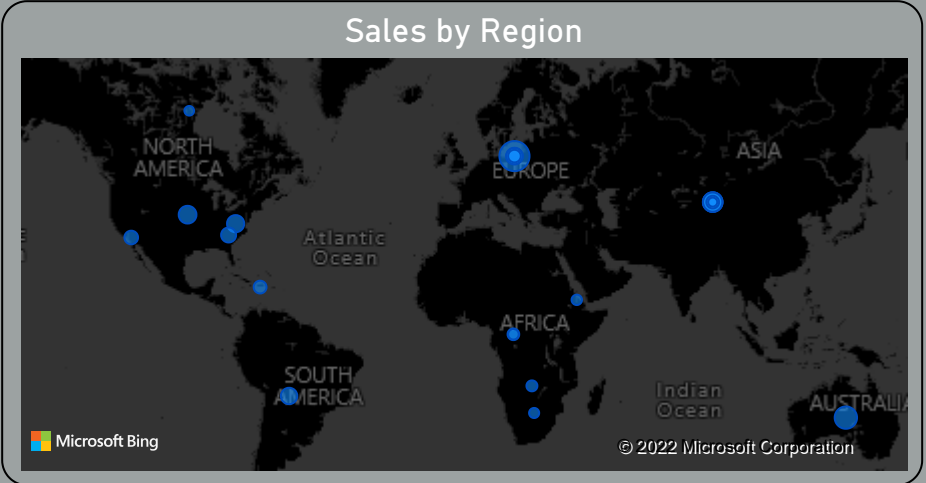 Sales by Region
NORTH
AMERICA
EUROPE
ASIA
Atlantic
Ocean
AFRICA
SOUTH
AMERICA
Indian
Ocean
AUSTRALIA
Microsoft Bing
© 2022 Microsoft Corporation